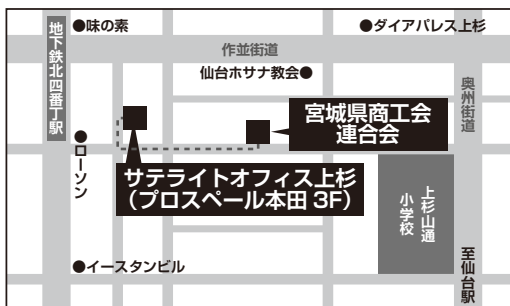 ●味の素
●ダイアパレス上杉
地下鉄北四番丁駅
作並街道
仙台ホサナ教会●
奥州街道
宮城県商工会
連合会
●ローソン
サテライトオフィス上杉
（プロスペール本田 3F）
上杉山通
小学校
●イースタンビル
至仙台駅